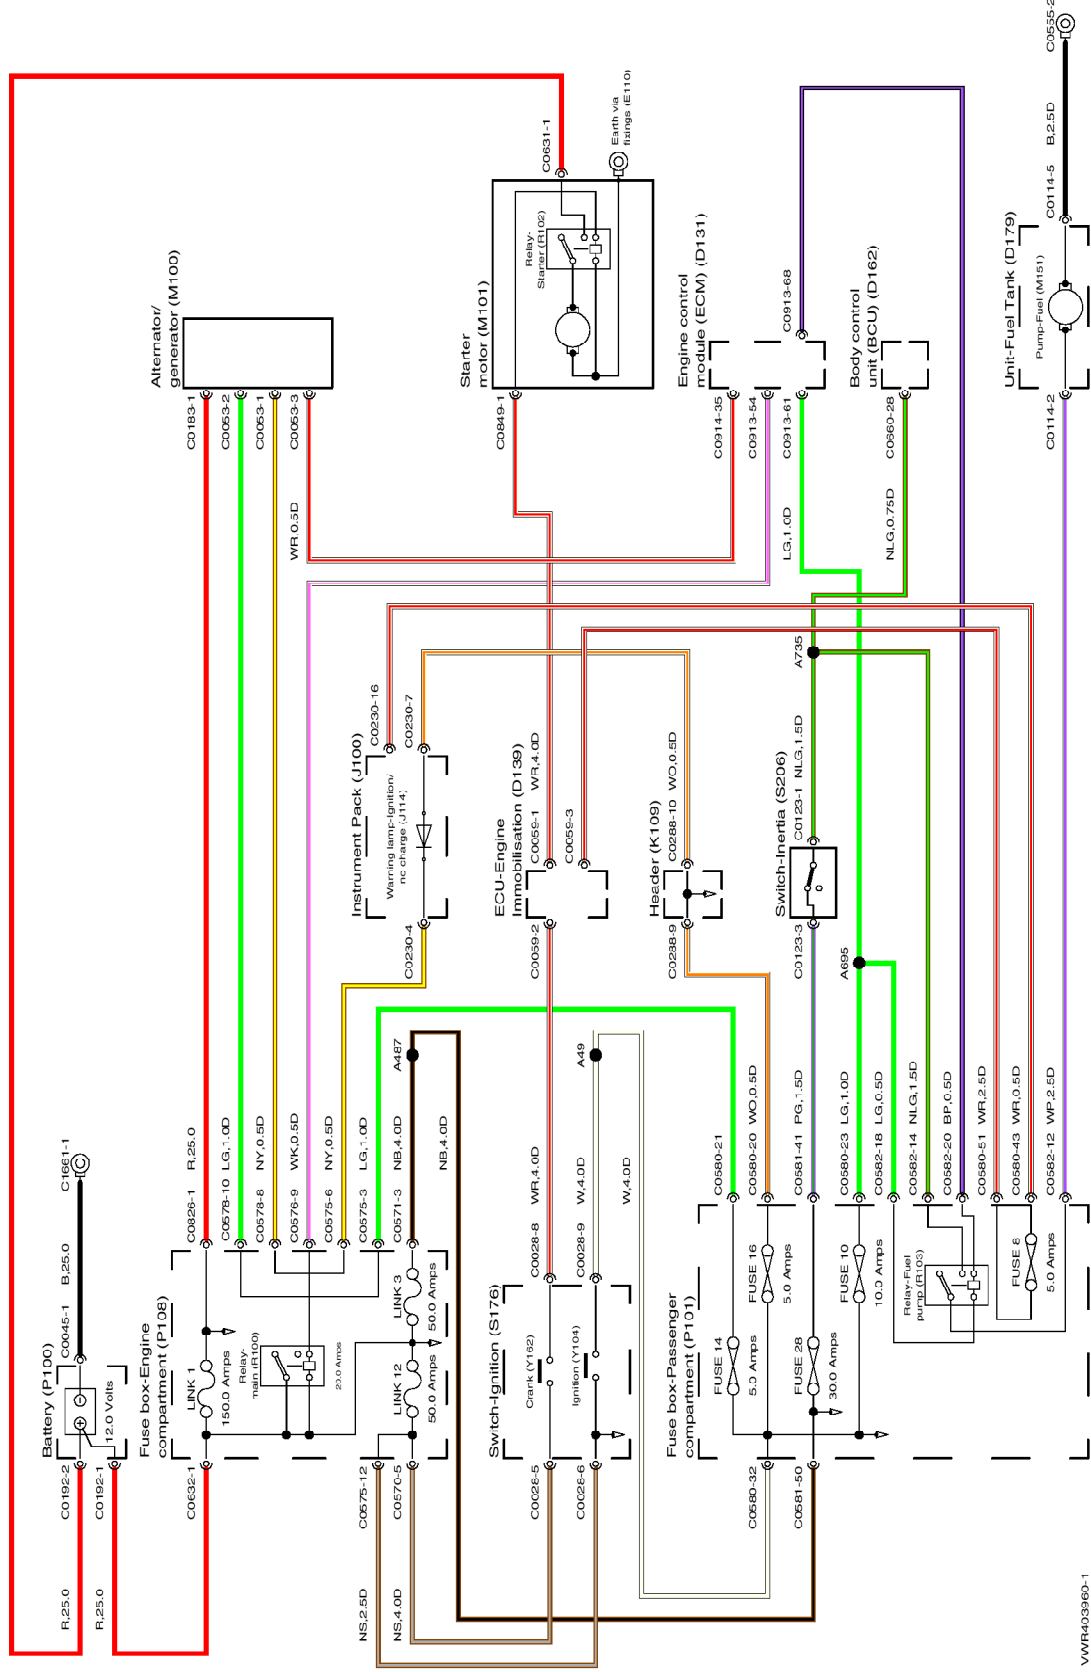 Battery (P100)
12.0 Volts
C0192-2
C0192-1
R,25.0
R,25.0
C0045-1
B,25.0
C1661-1
Fuse box-Engine
compartment (P108)
C0632-1
LINK 1
150.0 Amps
Relay-
main (R100)
20.0 Amps
LINK 12
50.0 Amps
LINK 3
50.0 Amps
C0575-12
C0570-5
NS,2.5D
NS,4.0D
C0826-1
R,25.0
C0578-10
LG,1.0D
C0578-8
NY,0.5D
C0576-9
WK,0.5D
C0575-6
NY,0.5D
C0575-3
LG,1.0D
C0571-3
NB,4.0D
A487
NB,4.0D
Alternator/
generator (M100)
C0183-1
C0053-2
C0053-1
C0053-3
WR,0.5D
Instrument Pack (J100)
Warning lamp-Ignition/
no charge (J114)
C0230-16
C0230-7
C0230-4
Starter
motor (M101)
Relay-
Starter (R102)
C0631-1
Earth via
fixings (E110)
C0849-1
ECU-Engine
Immobilisation (D139)
C0059-1
WR,4.0D
C0059-3
C0059-2
Switch-Ignition (S176)
Crank (Y162)
Ignition (Y104)
C0028-5
C0028-6
C0028-8
WR,4.0D
C0028-9
W,4.0D
A49
W,4.0D
Header (K109)
C0288-10
WO,0.5D
C0288-9
Engine control
module (ECM) (D131)
C0914-35
C0913-54
C0913-61
LG,1.0D
C0913-68
Body control
unit (BCU) (D162)
C0660-28
NLG,0.75D
A735
Switch-Inertia (S206)
C0123-1
NLG,1.5D
C0123-3
A695
Fuse box-Passenger
compartment (P101)
FUSE 14
5.0 Amps
FUSE 16
5.0 Amps
FUSE 28
30.0 Amps
FUSE 10
10.0 Amps
Relay-Fuel
pump (R103)
FUSE 8
5.0 Amps
C0580-32
C0581-50
C0580-21
C0580-20
WO,0.5D
C0581-41
PG,1.5D
C0580-23
LG,1.0D
C0582-18
LG,0.5D
C0582-14
NLG,1.5D
C0582-20
BP,0.5D
C0580-51
WR,2.5D
C0580-43
WR,0.5D
C0582-12
WP,2.5D
Unit-Fuel Tank (D179)
Pump-Fuel (M151)
C0114-2
C0114-5
B,2.5D
C0555-2
VWR403960-1